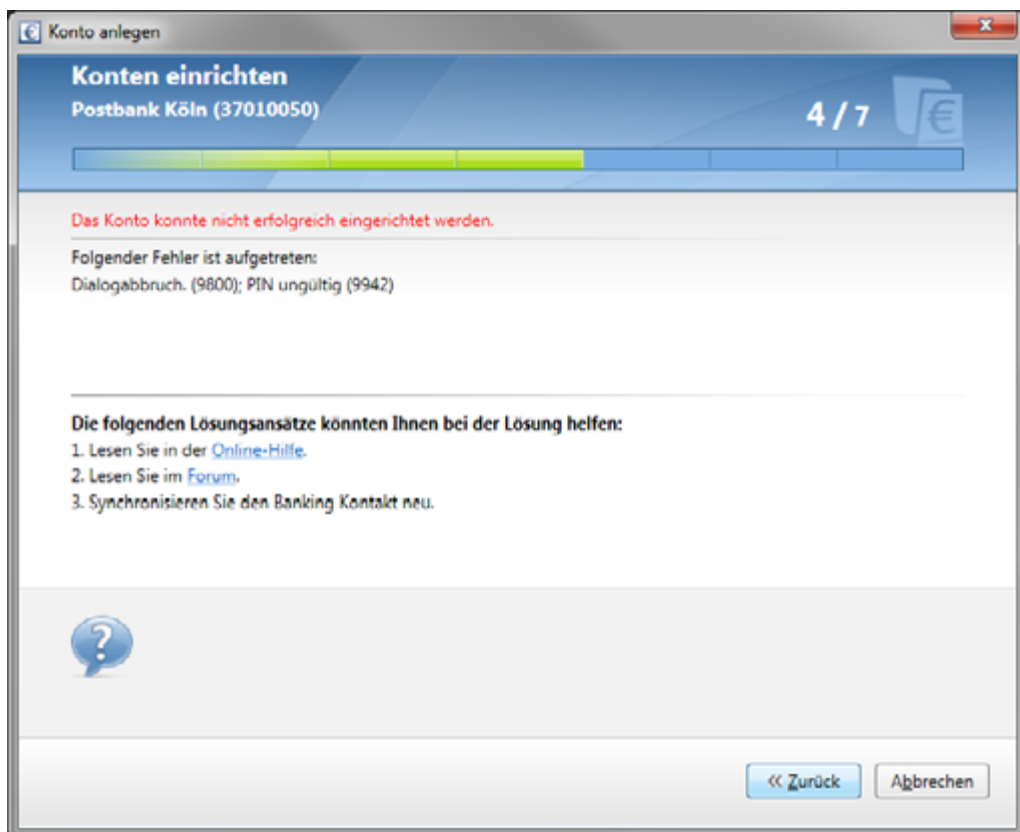 Konto anlegen
Konten einrichten
Postbank Köln (37010050)
4 / 7
Das Konto konnte nicht erfolgreich eingerichtet werden.
Folgender Fehler ist aufgetreten:
Dialogabbruch. (9800); PIN ungültig (9942)
Die folgenden Lösungsansätze könnten Ihnen bei der Lösung helfen:
1. Lesen Sie in der Online-Hilfe.
2. Lesen Sie im Forum.
3. Synchronisieren Sie den Banking Kontakt neu.
« Zurück
Abbrechen